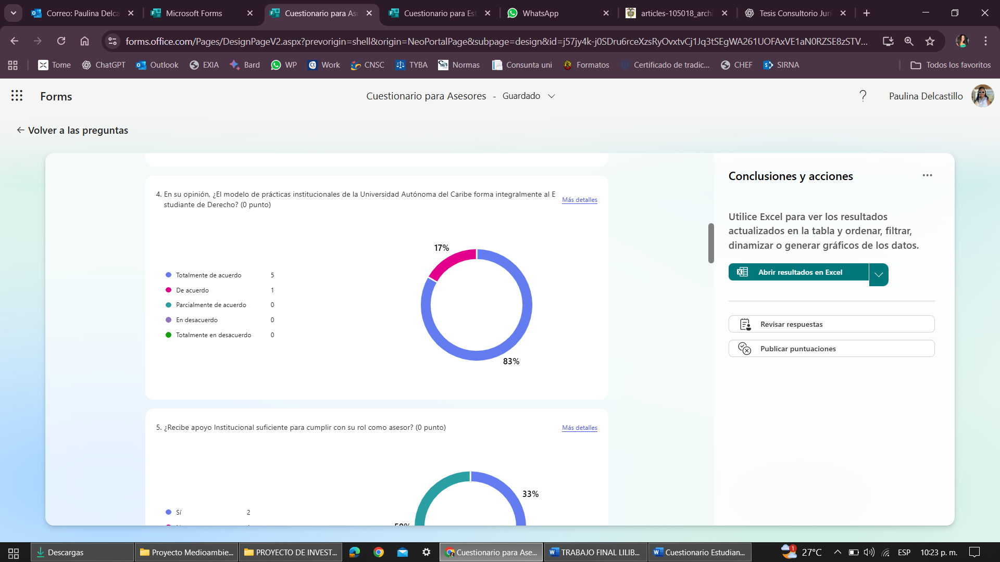 Correo: Paulina Delca
Microsoft Forms
Cuestionario para As
Cuestionario para Est
WhatsApp
articles-105018_archi
Tesis Consultorio Jurí
forms.office.com/Pages/DesignPageV2.aspx?prevorigin=shell&origin=NeoPortalPage&subpage=design&id=j57jy4k-j0SDru6rceXzsRyOvxtvCj1Jq3tSEgWA261UOFAxVE1aN0RZSE8zSTV...
Tome
ChatGPT
Outlook
EXIA
Bard
WP
Work
CNSC
TYBA
Normas
Consunta uni
Formatos
Certificado de tradic...
CHEF
SIRNA
Todos los favoritos
Forms
Cuestionario para Asesores - Guardado
?
Paulina Delcastillo
Volver a las preguntas
4. En su opinión, ¿El modelo de prácticas institucionales de la Universidad Autónoma del Caribe forma integralmente al E
studiante de Derecho? (0 punto)
Más detalles
Totalmente de acuerdo 5
De acuerdo 1
Parcialmente de acuerdo 0
En desacuerdo 0
Totalmente en desacuerdo 0
17%
83%
5. ¿Recibe apoyo Institucional suficiente para cumplir con su rol como asesor? (0 punto)
Más detalles
33%
Sí 2
50%
Conclusiones y acciones
Utilice Excel para ver los resultados
actualizados en la tabla y ordenar, filtrar,
dinamizar o generar gráficos de los datos.
Abrir resultados en Excel
Revisar respuestas
Publicar puntuaciones
Descargas
Proyecto Medioambie...
PROYECTO DE INVEST...
Cuestionario para Ase...
TRABAJO FINAL LILIB...
Cuestionario Estudian...
1
27°C
ESP
10:23 p. m.